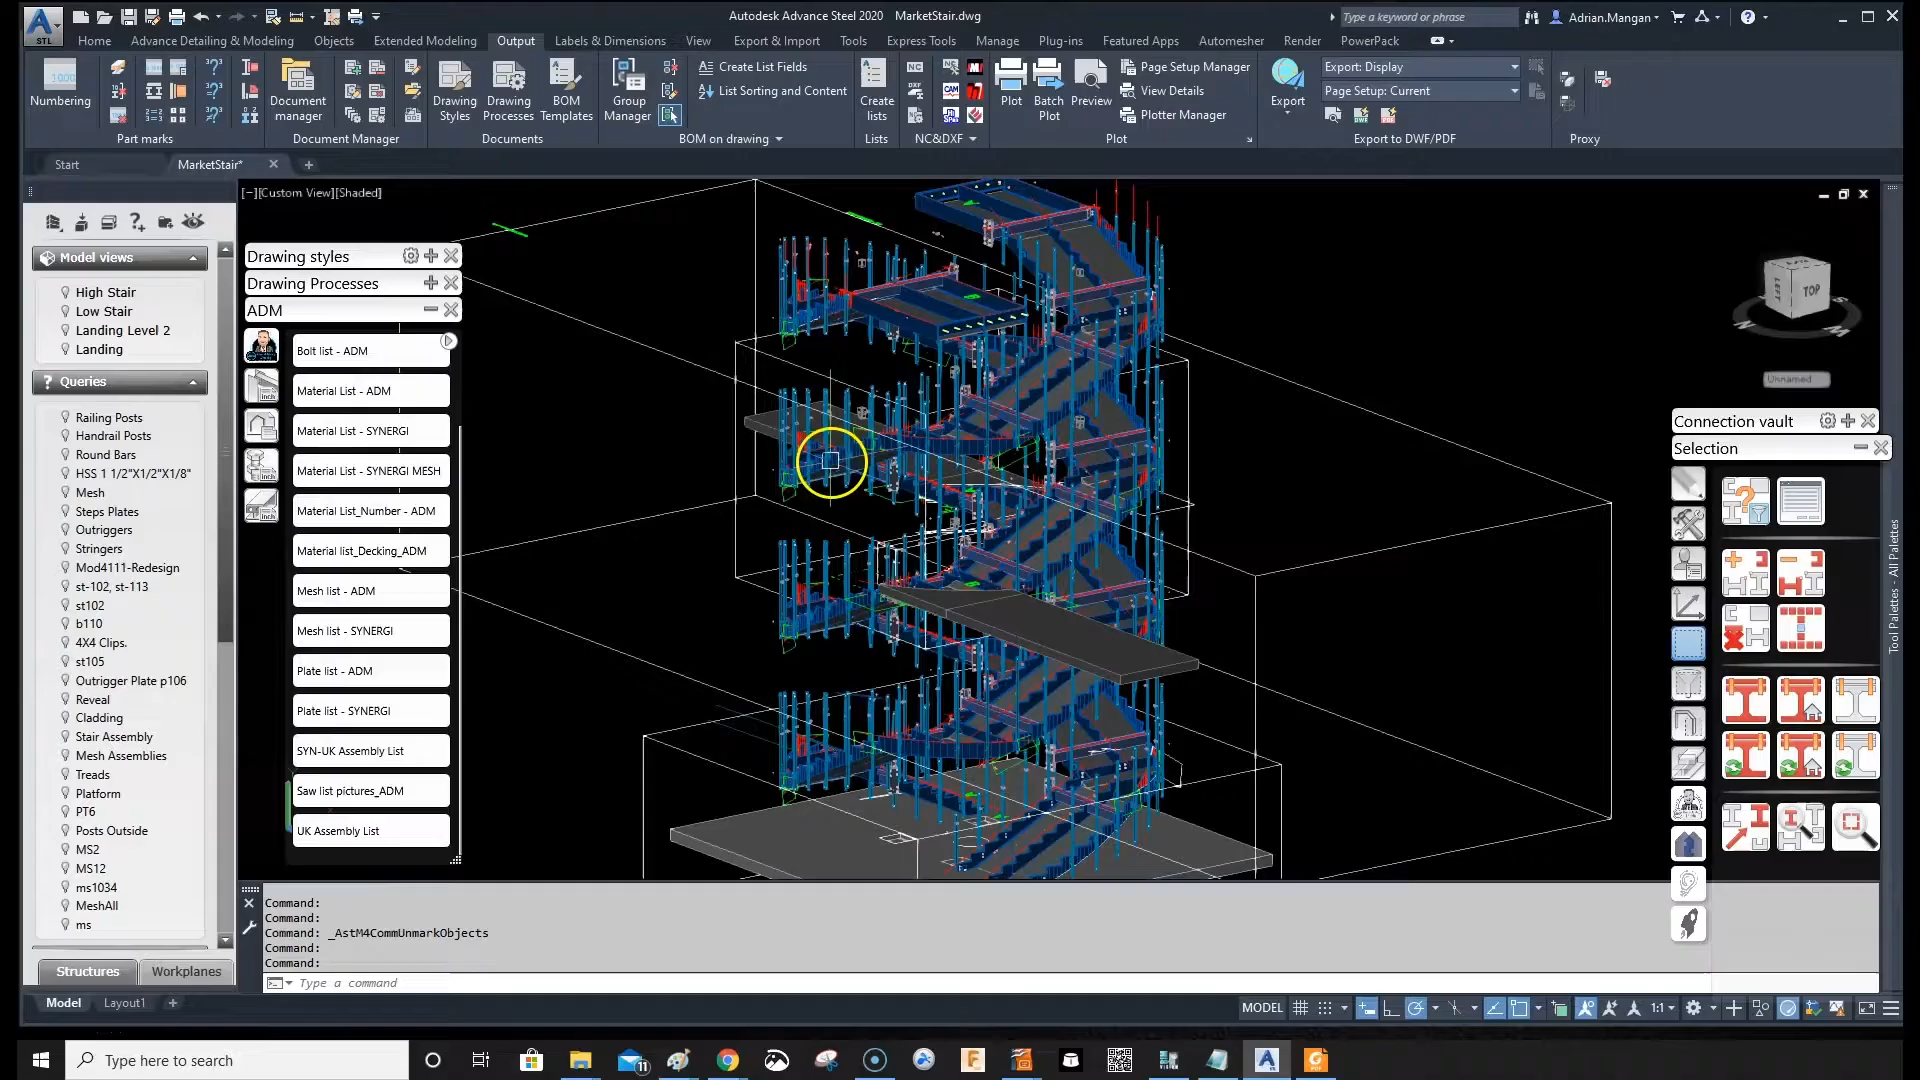 Autodesk Advance Steel 2020 MarketStair.dwg
Type a keyword or phrase
Adrian.Mangan
STL
Home
Advance Detailing & Modeling
Objects
Extended Modeling
Output
Labels & Dimensions
View
Export & Import
Tools
Express Tools
Manage
Plug-ins
Featured Apps
Automesher
Render
PowerPack
Numbering
Document manager
Drawing Styles
Drawing Processes
BOM Templates
Group Manager
Create List Fields
List Sorting and Content
Create lists
NC
DXF
CAM
Plot
Batch Plot
Preview
Page Setup Manager
View Details
Plotter Manager
Export
Export: Display
Page Setup: Current
Part marks
Document Manager
Documents
BOM on drawing
Lists
NC&DXF
Plot
Export to DWF/PDF
Proxy
Start
MarketStair*
[−][Custom View][Shaded]
Model views
High Stair
Low Stair
Landing Level 2
Landing
Queries
Railing Posts
Handrail Posts
Round Bars
HSS 1 1/2"X1/2"X1/8"
Mesh
Steps Plates
Outriggers
Stringers
Mod4111-Redesign
st-102, st-113
st102
b110
4X4 Clips.
st105
Outrigger Plate p106
Reveal
Cladding
Stair Assembly
Mesh Assemblies
Treads
Platform
PT6
Posts Outside
MS2
MS12
ms1034
MeshAll
ms
Structures
Workplanes
Drawing styles
Drawing Processes
ADM
Bolt list - ADM
Material List - ADM
Material List - SYNERGI
Material List - SYNERGI MESH
Material List_Number - ADM
Material list_Decking_ADM
Mesh list - ADM
Mesh list - SYNERGI
Plate list - ADM
Plate list - SYNERGI
SYN-UK Assembly List
Saw list pictures_ADM
UK Assembly List
inch
inch
inch
inch
LEFT
TOP
Unnamed
Connection vault
Selection
Tool Palettes - All Palettes
Command:
Command:
Command: _AstM4CommUnmarkObjects
Command:
Command:
Type a command
Model
Layout1
MODEL
1:1
Type here to search
11